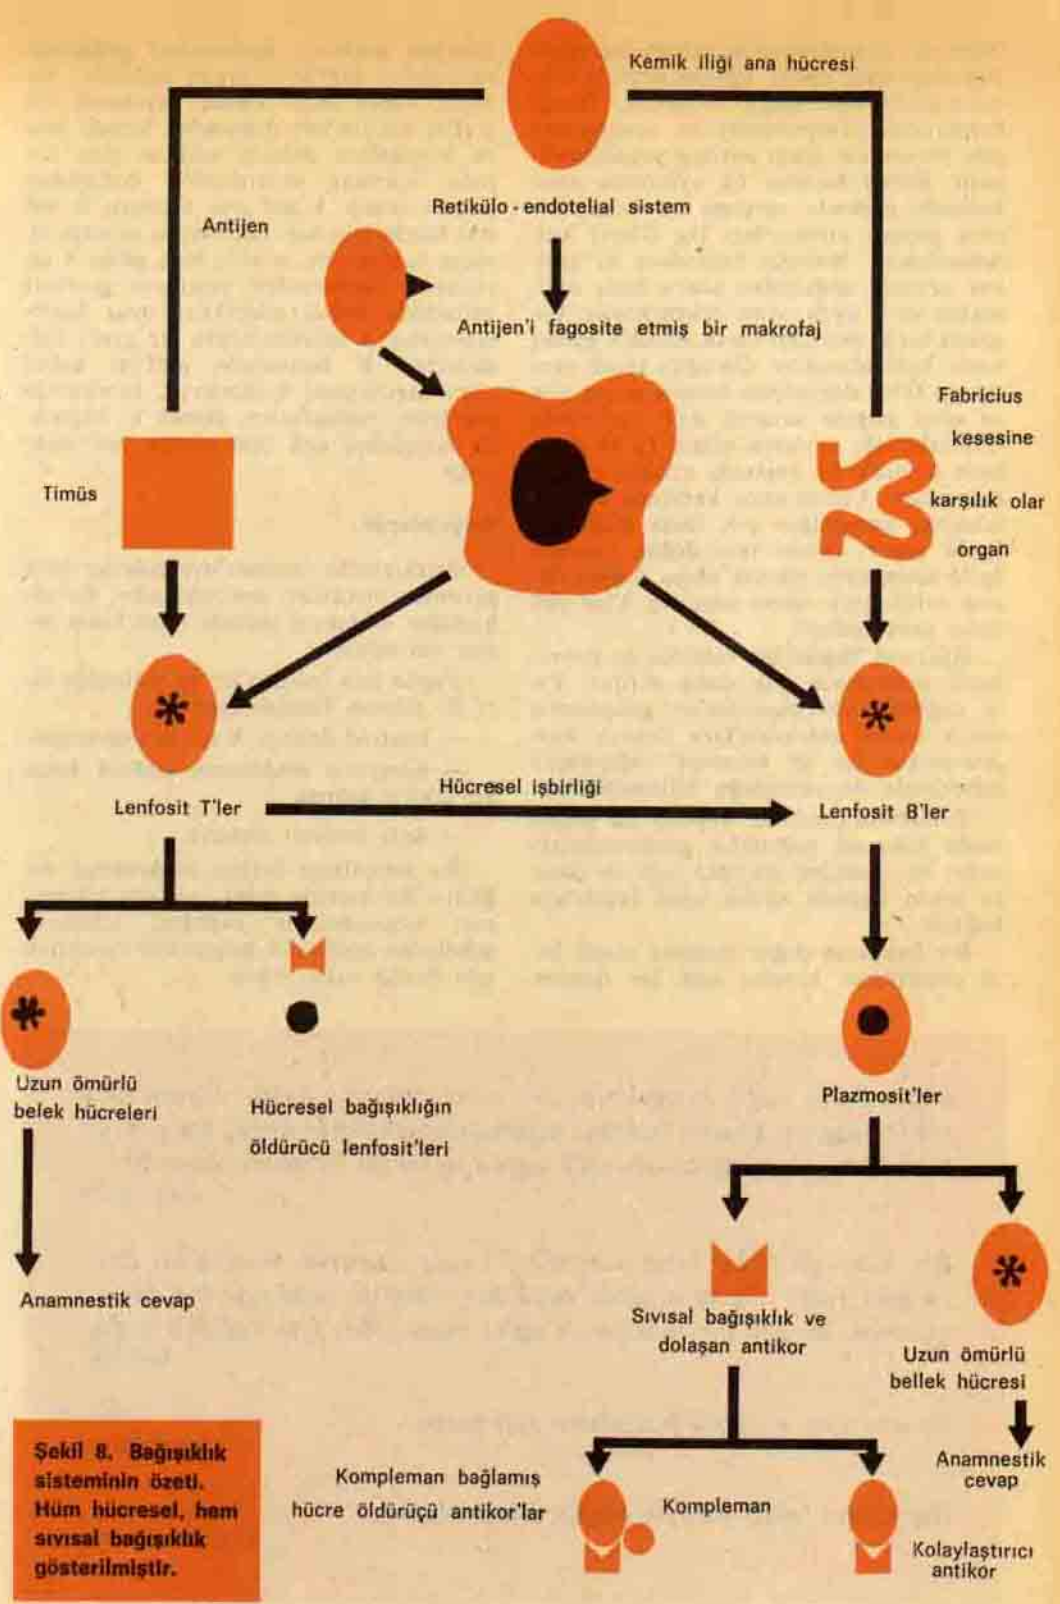 Kemik iliği ana hücresi
Retikülo - endotelial sistem
Antijen
Antijen'i fagosite etmiş bir makrofaj
Fabricius
kesesine
karşılık olar
organ
Timüs
Lenfosit T'ler
Hücresel işbirliği
Lenfosit B'ler
Uzun ömürlü
belek hücreleri
Hücresel bağışıklığın
öldürücü lenfosit'leri
Plazmosit'ler
Anamnestik cevap
Sıvısal bağışıklık ve
dolaşan antikor
Uzun ömürlü
bellek hücresi
Anamnestik
cevap
Kompleman bağlamış
hücre öldürüçü antikor'lar
Kompleman
Kolaylaştırıcı
antikor
Şekil 8. Bağışıklık
sisteminin özeti.
Hüm hücresel, hem
sıvısal bağışıklık
gösterilmiştir.